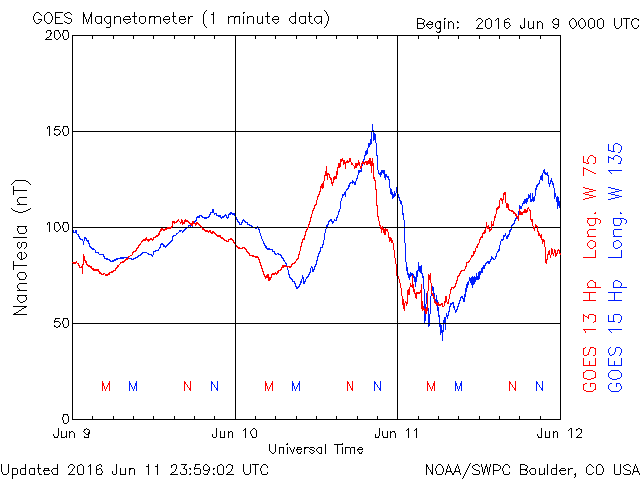 GOES Magnetometer (1 minute data)
Begin: 2016 Jun 9 0000 UTC
200
150
100
50
0
NanoTesla (nT)
M M N N M M N N M M N N
Jun 9 Jun 10 Jun 11 Jun 12
Universal Time
GOES 13 Hp Long. W 75
GOES 15 Hp Long. W 135
Updated 2016 Jun 11 23:59:02 UTC
NOAA/SWPC Boulder, CO USA